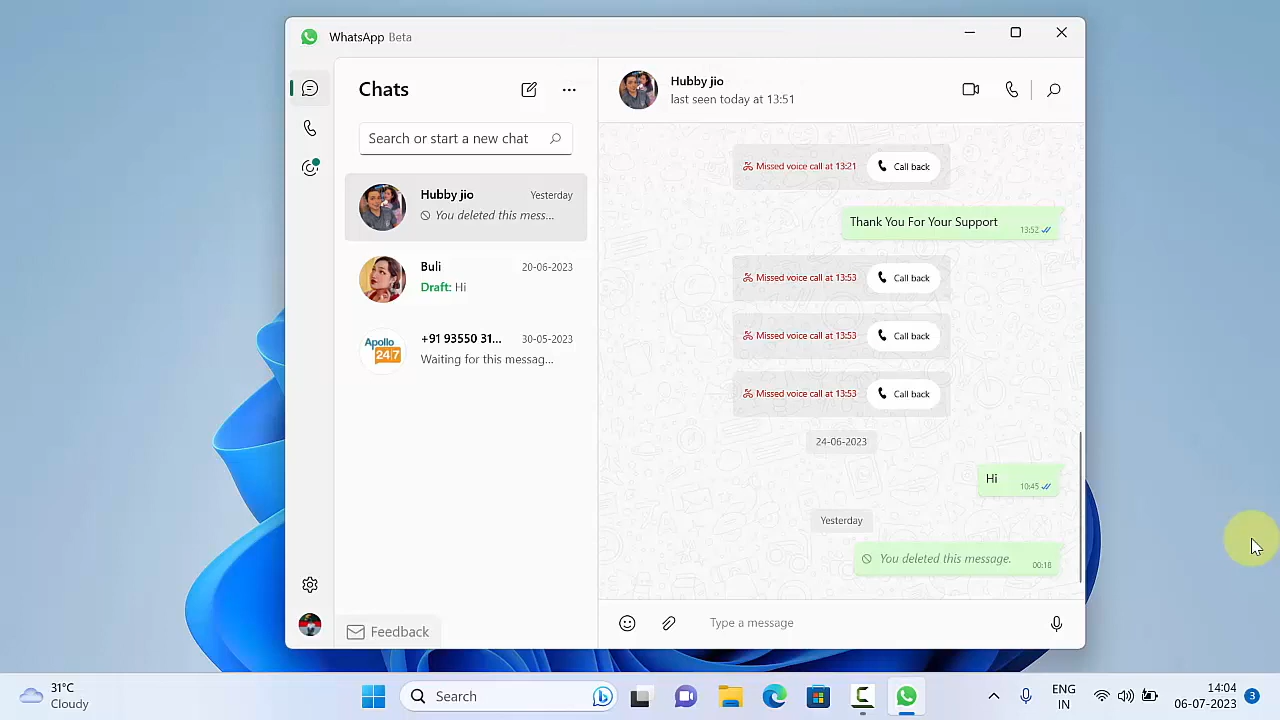 WhatsApp Beta
Chats
Search or start a new chat
Hubby jio
Yesterday
You deleted this mess...
Buli
20-06-2023
Draft: Hi
Apollo
24|7
+91 93550 31...
30-05-2023
Waiting for this messag...
Feedback
Hubby jio
last seen today at 13:51
Missed voice call at 13:21
Call back
Thank You For Your Support
13:52
Missed voice call at 13:53
Call back
Missed voice call at 13:53
Call back
Missed voice call at 13:53
Call back
24-06-2023
Hi
10:45
Yesterday
You deleted this message.
00:18
Type a message
31°C
Cloudy
Search
ENG
IN
14:04
06-07-2023
3